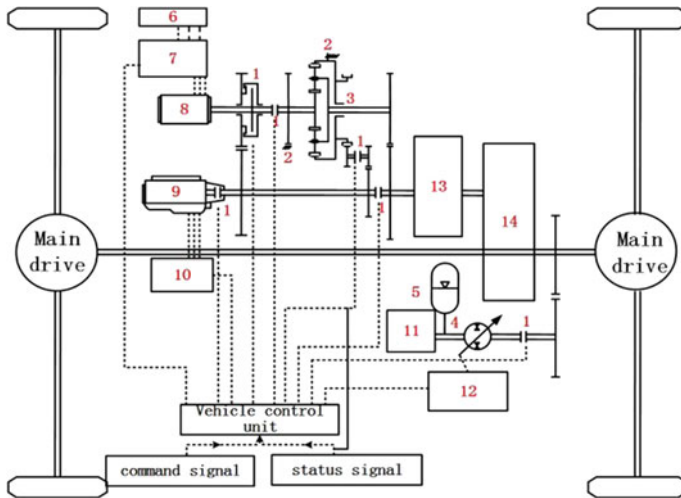 6
7
2
1
8
3
1
1
2
13
9
1
1
14
Main
drive
Main
drive
10
5
11
4
1
12
Vehicle control
unit
command signal
status signal